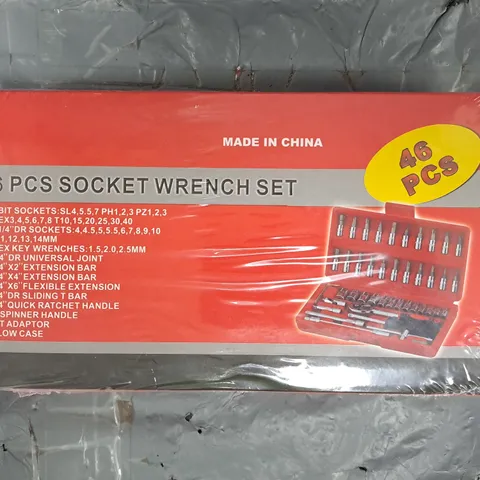 MADE IN CHINA
46
PCS
PCS SOCKET WRENCH SET
BIT SOCKETS:SL4,5.5,7 PH1,2,3 PZ1,2,3
EX3,4,5,6,7,8 T10,15,20,25,30,40
1/4"DR SOCKETS:4,4.5,5,5.5,6,7,8,9,10
1,12,13,14MM
EX KEY WRENCHES:1.5,2.0,2.5MM
4"DR UNIVERSAL JOINT
4"X2"EXTENSION BAR
4"X4"EXTENSION BAR
4"X6"FLEXIBLE EXTENSION
4"DR SLIDING T BAR
4"QUICK RATCHET HANDLE
SPINNER HANDLE
T ADAPTOR
LOW CASE